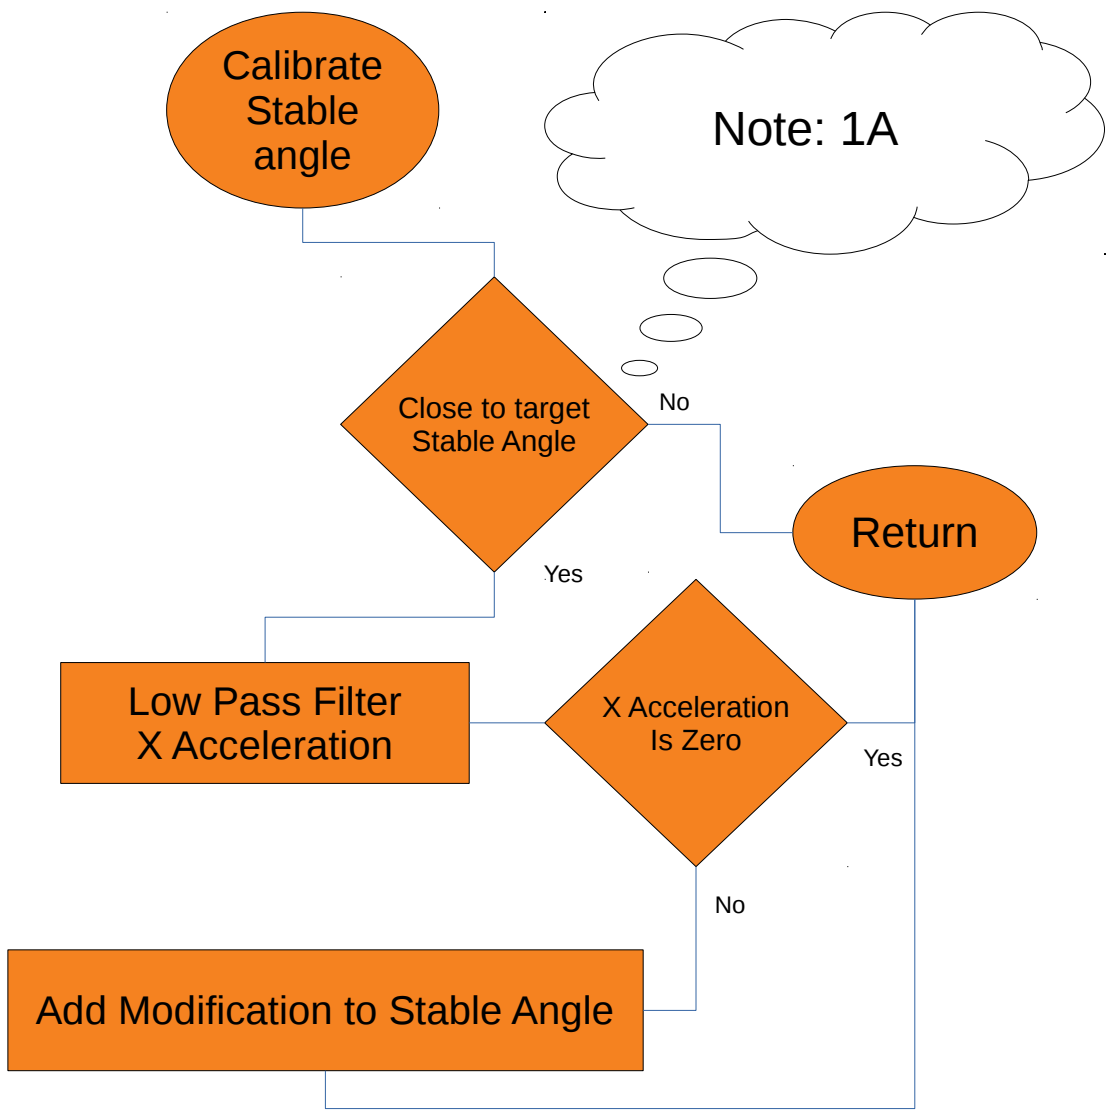 Calibrate
Stable
angle
Note: 1A
Close to target
Stable Angle
No
Return
Yes
Low Pass Filter
X Acceleration
X Acceleration
Is Zero
Yes
No
Add Modification to Stable Angle